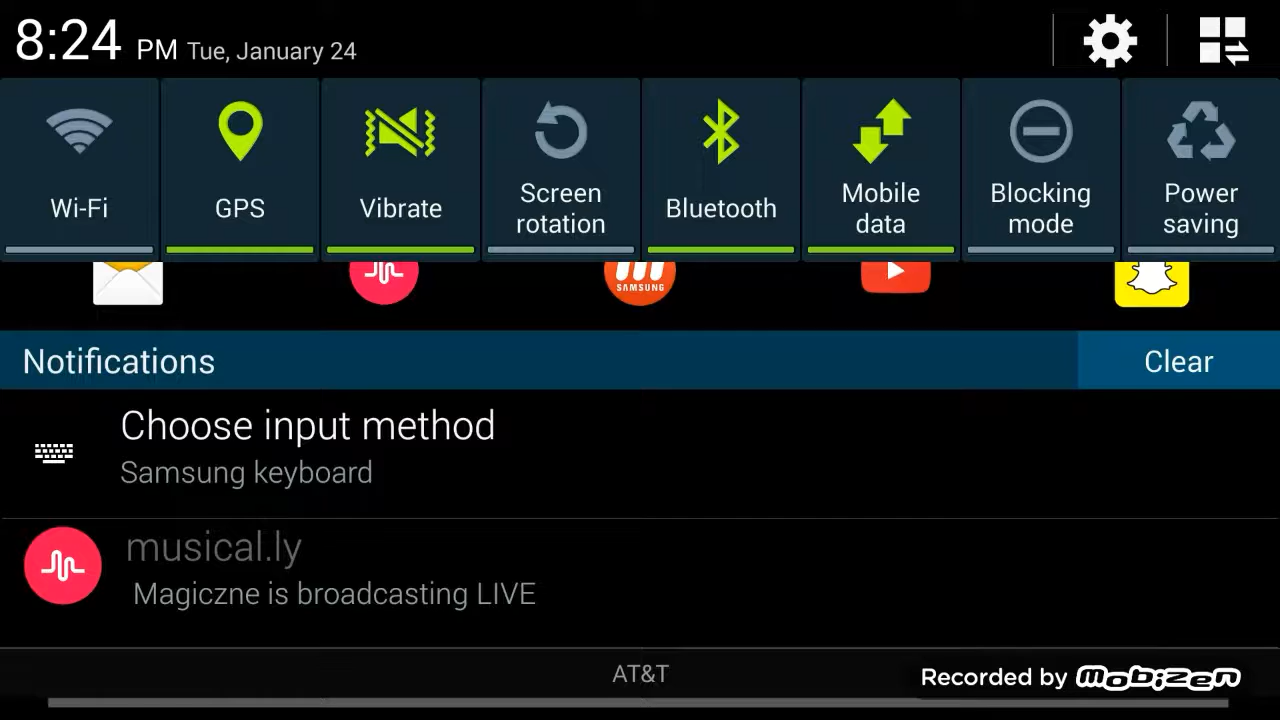 8:24 PM Tue, January 24
Wi-Fi
GPS
Vibrate
Screen
rotation
Bluetooth
Mobile
data
Blocking
mode
Power
saving
SAMSUNG
Notifications
Clear
Choose input method
Samsung keyboard
musical.ly
Magiczne is broadcasting LIVE
AT&T
Recorded by mobizen